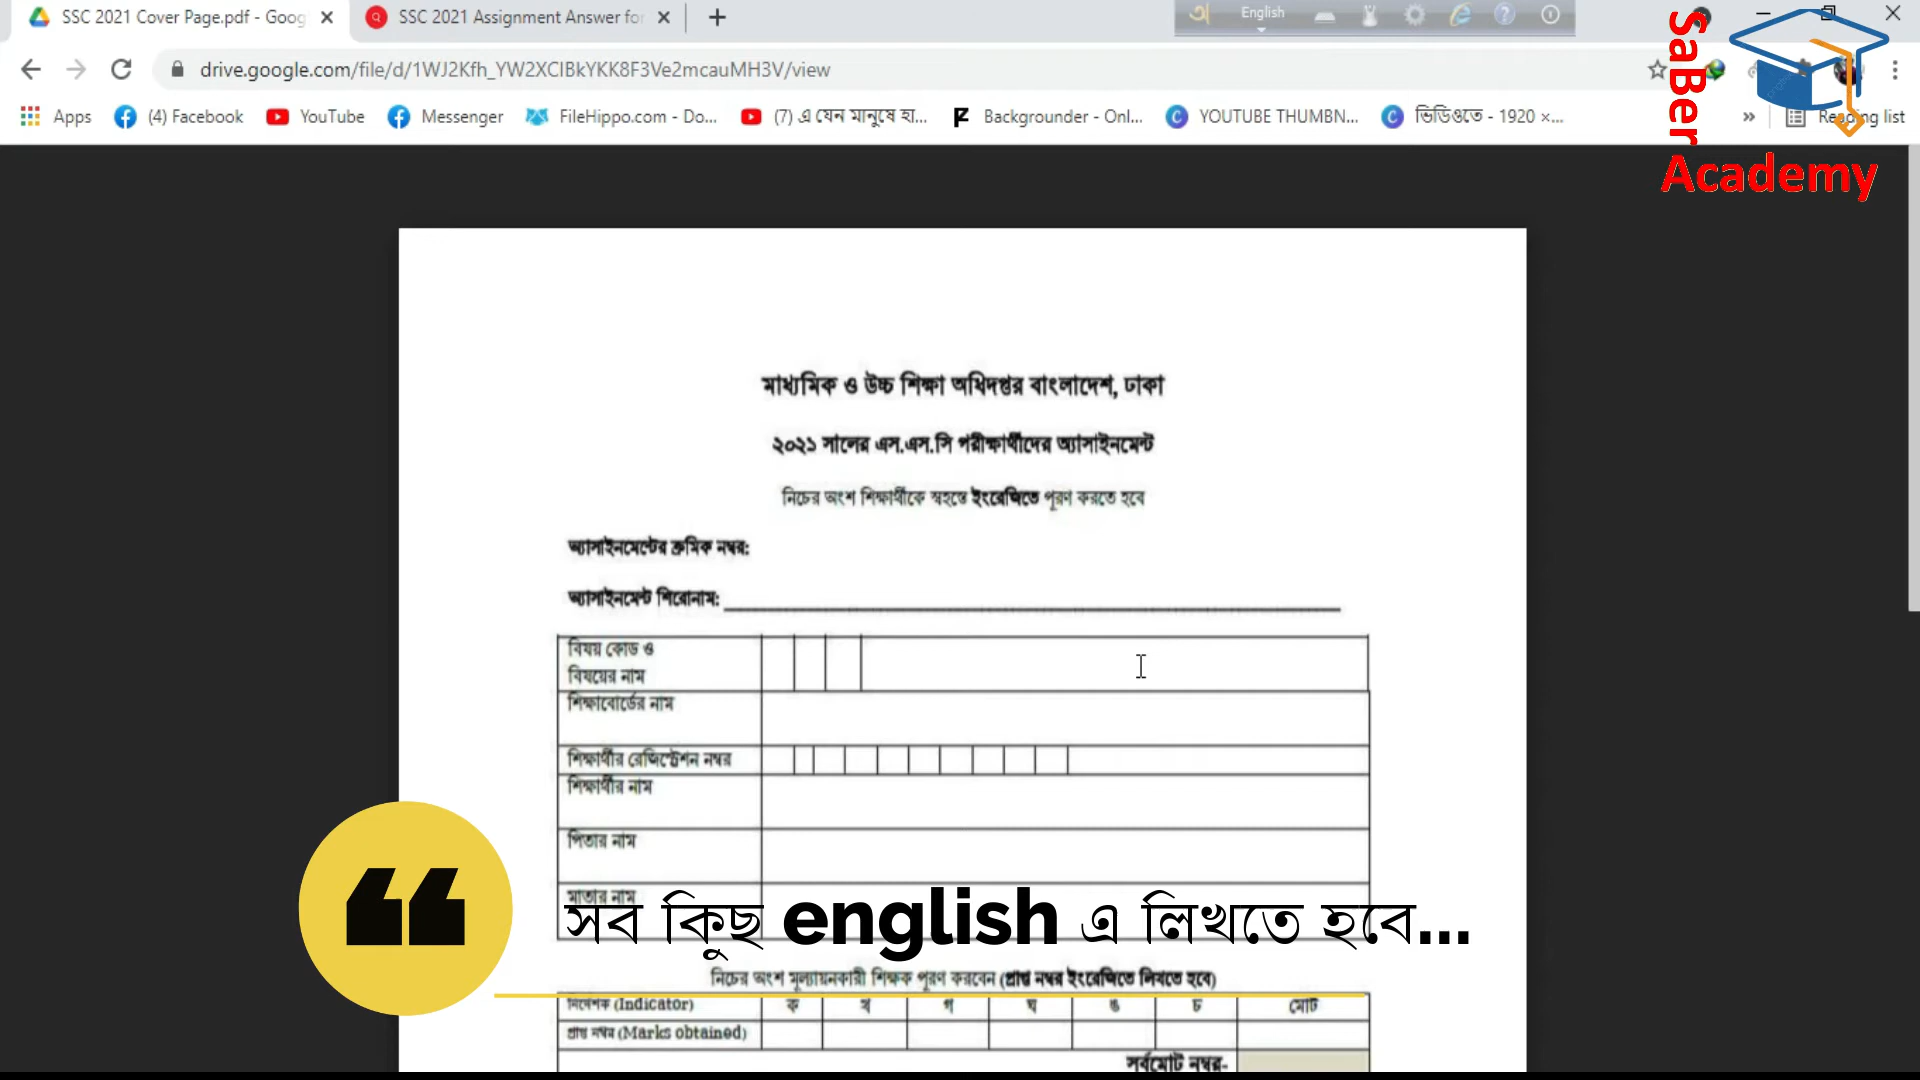 SSC 2021 Cover Page.pdf - Goog
SSC 2021 Assignment Answer for
English
drive.google.com/file/d/1WJ2Kfh_YW2XCIBkYKK8F3Ve2mcauMH3V/view
Apps
(4) Facebook
YouTube
Messenger
FileHippo.com - Do...
(7) এ যেন মানুষে হা...
Backgrounder - Onl...
YOUTUBE THUMBN...
ভিডিওতে - 1920 ×...
»
Reading list
SaBer
Academy
মাধ্যমিক ও উচ্চ শিক্ষা অধিদপ্তর বাংলাদেশ, ঢাকা
২০২১ সালের এস.এস.সি পরীক্ষার্থীদের অ্যাসাইনমেন্ট
নিচের অংশ শিক্ষার্থীকে স্বহস্তে ইংরেজিতে পূরণ করতে হবে
অ্যাসাইনমেন্টের ক্রমিক নম্বর:
অ্যাসাইনমেন্ট শিরোনাম:
বিষয় কোড ও
বিষয়ের নাম
শিক্ষাবোর্ডের নাম
শিক্ষার্থীর রেজিস্ট্রেশন নম্বর
শিক্ষার্থীর নাম
পিতার নাম
মাতার নাম
সব কিুছ english এ লিখতে হবে...
নিচের অংশ মূল্যায়নকারী শিক্ষক পূরণ করবেন (প্রাপ্ত নম্বর ইংরেজিতে লিখতে হবে)
নির্দেশক (Indicator) ক খ গ ঘ ঙ চ মোট
প্রাপ্ত নম্বর (Marks obtained)
সর্বমোট নম্বর-